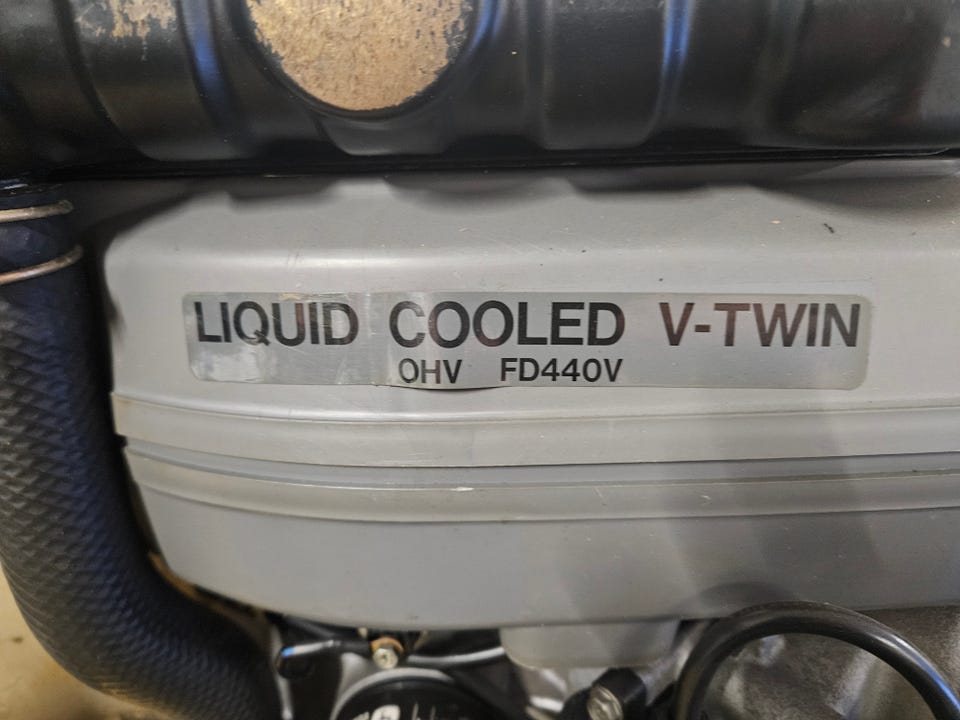 LIQUID COOLED V-TWIN
OHV FD440V